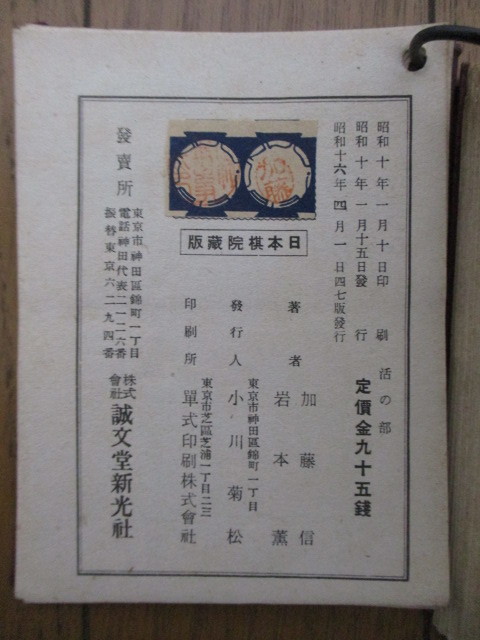 昭和十年一月十日印刷
昭和十年一月十五日發行
昭和十六年四月一日四七版發行
活の部
定價金九十五錢
日本棋院藏版
著者
加藤信
岩本薫
發行人
東京市神田區錦町一丁目
小川菊松
印刷所
東京市芝區芝浦一丁目二三
單式印刷株式會社
發賣所
東京市神田區錦町一丁目
電話神田代表二一二六番
振替東京六二九四番
株式會社
誠文堂新光社